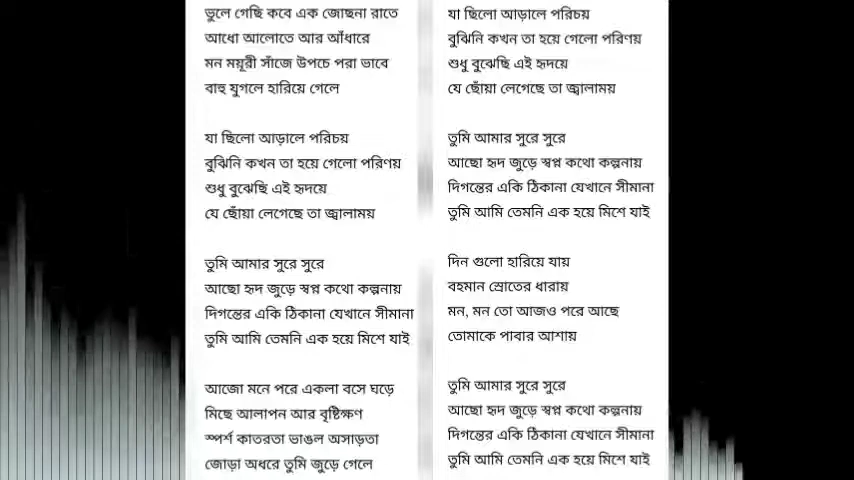 ভুলে গেছি কবে এক জোছনা রাতে
আধো আলোতে আর আঁধারে
মন ময়ূরী সাঁজে উপচে পরা ভাবে
বাহু যুগলে হারিয়ে গেলে
যা ছিলো আড়ালে পরিচয়
বুঝিনি কখন তা হয়ে গেলো পরিণয়
শুধু বুঝেছি এই হৃদয়ে
যে ছোঁয়া লেগেছে তা জ্বালাময়
তুমি আমার সুরে সুরে
আছো হৃদ জুড়ে স্বপ্ন কথো কল্পনায়
দিগন্তের একি ঠিকানা যেখানে সীমানা
তুমি আমি তেমনি এক হয়ে মিশে যাই
আজো মনে পরে একলা বসে ঘড়ে
মিছে আলাপন আর বৃষ্টিক্ষণ
স্পর্শ কাতরতা ভাঙল অসাড়তা
জোড়া অধরে তুমি জুড়ে গেলে
যা ছিলো আড়ালে পরিচয়
বুঝিনি কখন তা হয়ে গেলো পরিণয়
শুধু বুঝেছি এই হৃদয়ে
যে ছোঁয়া লেগেছে তা জ্বালাময়
তুমি আমার সুরে সুরে
আছো হৃদ জুড়ে স্বপ্ন কথো কল্পনায়
দিগন্তের একি ঠিকানা যেখানে সীমানা
তুমি আমি তেমনি এক হয়ে মিশে যাই
দিন গুলো হারিয়ে যায়
বহমান স্রোতের ধারায়
মন, মন তো আজও পরে আছে
তোমাকে পাবার আশায়
তুমি আমার সুরে সুরে
আছো হৃদ জুড়ে স্বপ্ন কথো কল্পনায়
দিগন্তের একি ঠিকানা যেখানে সীমানা
তুমি আমি তেমনি এক হয়ে মিশে যাই